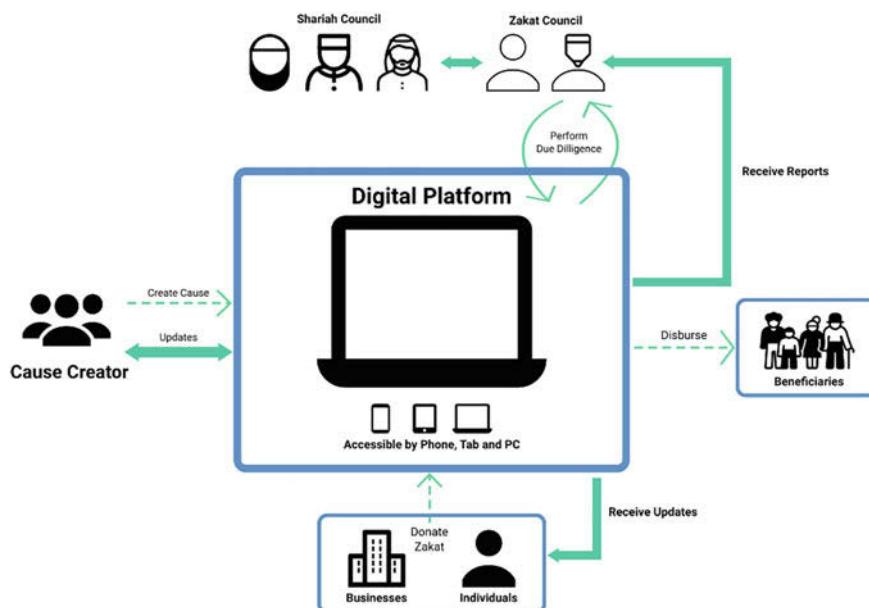 Shariah Council
Zakat Council
Perform
Due Dilligence
Receive Reports
Digital Platform
Create Cause
Updates
Cause Creator
Disburse
Beneficiaries
Accessible by Phone, Tab and PC
Receive Updates
Donate
Zakat
Businesses
Individuals